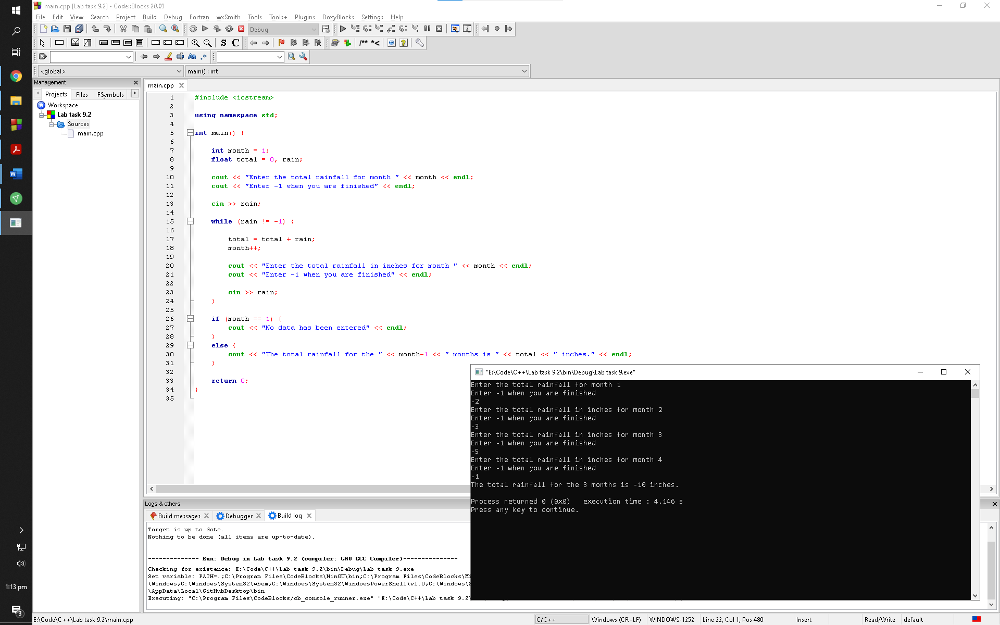 main.cpp [Lab task 9.2] - Code::Blocks 20.03
File Edit View Search Project Build Debug Fortran wxSmith Tools Tools+ Plugins DoxyBlocks Settings Help
Debug
S C /** *<
Aa .*
<global> main() : int
Management
Projects Files FSymbols
Workspace
Lab task 9.2
Sources
main.cpp
main.cpp
1 #include <iostream>
2
3 using namespace std;
4
5 int main() {
6
7 int month = 1;
8 float total = 0, rain;
9
10 cout << "Enter the total rainfall for month " << month << endl;
11 cout << "Enter -1 when you are finished" << endl;
12
13 cin >> rain;
14
15 while (rain != -1) {
16
17 total = total + rain;
18 month++;
19
20 cout << "Enter the total rainfall in inches for month " << month << endl;
21 cout << "Enter -1 when you are finished" << endl;
22
23 cin >> rain;
24 }
25
26 if (month == 1) {
27 cout << "No data has been entered" << endl;
28 }
29 else {
30 cout << "The total rainfall for the " << month-1 << " months is " << total << " inches." << endl;
31 }
32
33 return 0;
34 }
35
"E:\Code\C++\Lab task 9.2\bin\Debug\Lab task 9.exe"
Enter the total rainfall for month 1
Enter -1 when you are finished
-2
Enter the total rainfall in inches for month 2
Enter -1 when you are finished
-3
Enter the total rainfall in inches for month 3
Enter -1 when you are finished
-5
Enter the total rainfall in inches for month 4
Enter -1 when you are finished
-1
The total rainfall for the 3 months is -10 inches.
Process returned 0 (0x0) execution time : 4.146 s
Press any key to continue.
Logs & others
Build messages Debugger Build log
Target is up to date.
Nothing to be done (all items are up-to-date).
-------------- Run: Debug in Lab task 9.2 (compiler: GNU GCC Compiler)---------------
Checking for existence: E:\Code\C++\Lab task 9.2\bin\Debug\Lab task 9.exe
Set variable: PATH=.;C:\Program Files\CodeBlocks\MinGW\bin;C:\Program Files\CodeBlocks\Mi
\Windows;C:\Windows\System32\wbem;C:\Windows\System32\WindowsPowerShell\v1.0;C:\Windows\S
\AppData\Local\GitHubDesktop\bin
Executing: "C:\Program Files\CodeBlocks/cb_console_runner.exe" "E:\Code\C++\Lab task 9.2\
1:13 pm
3
E:\Code\C++\Lab task 9.2\main.cpp C/C++ Windows (CR+LF) WINDOWS-1252 Line 22, Col 1, Pos 480 Insert Read/Write default